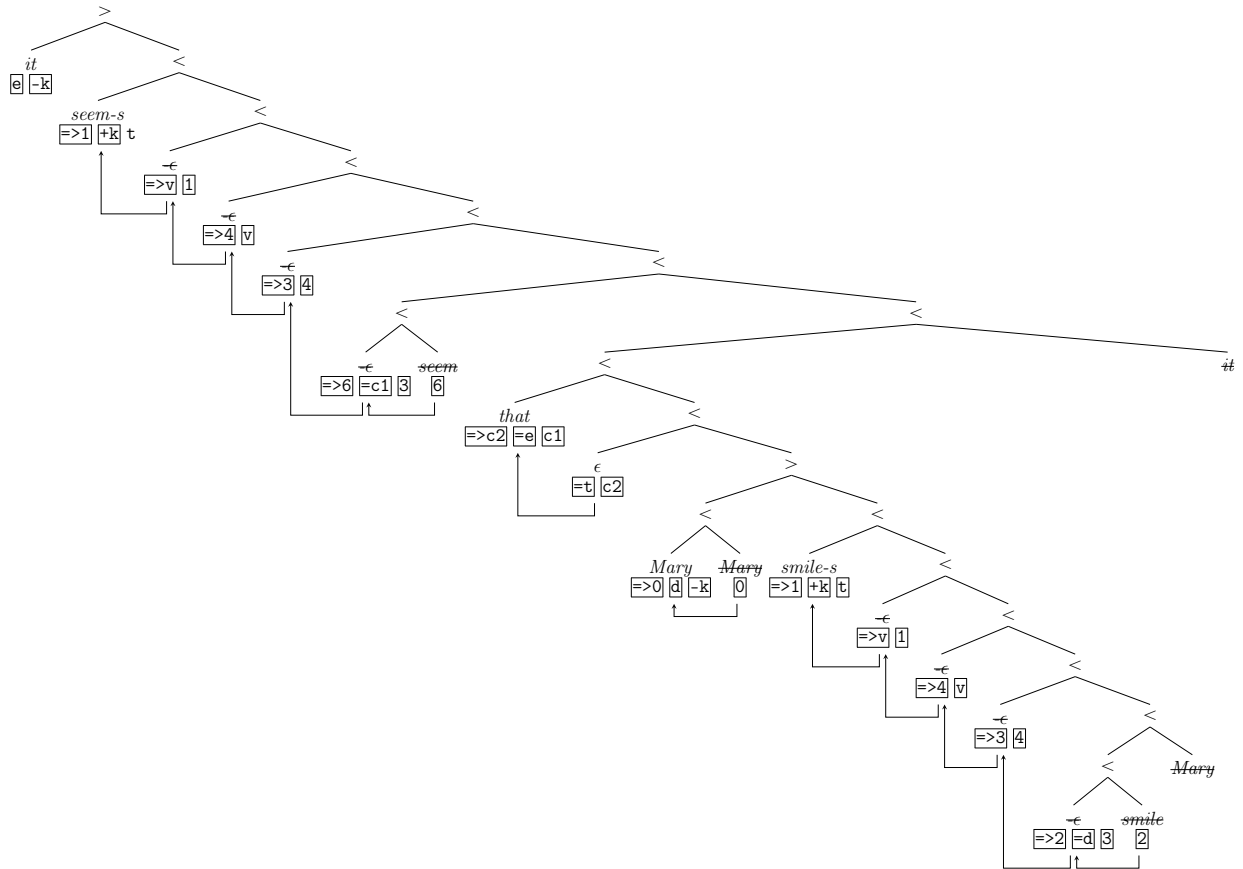 >
it <
e -k
seem-s <
=>1 +k t
-ϵ <
=>v 1
-ϵ <
=>4 v
-ϵ <
=>3 4
< <
-ϵ seem < it
=>6 =c1 3 6
that <
=>c2 =e c1
ϵ >
=t c2
< <
Mary Mary smile-s <
=>0 d -k 0 =>1 +k t
-ϵ <
=>v 1
-ϵ <
=>4 v
-ϵ <
=>3 4
< Mary
-ϵ smile
=>2 =d 3 2